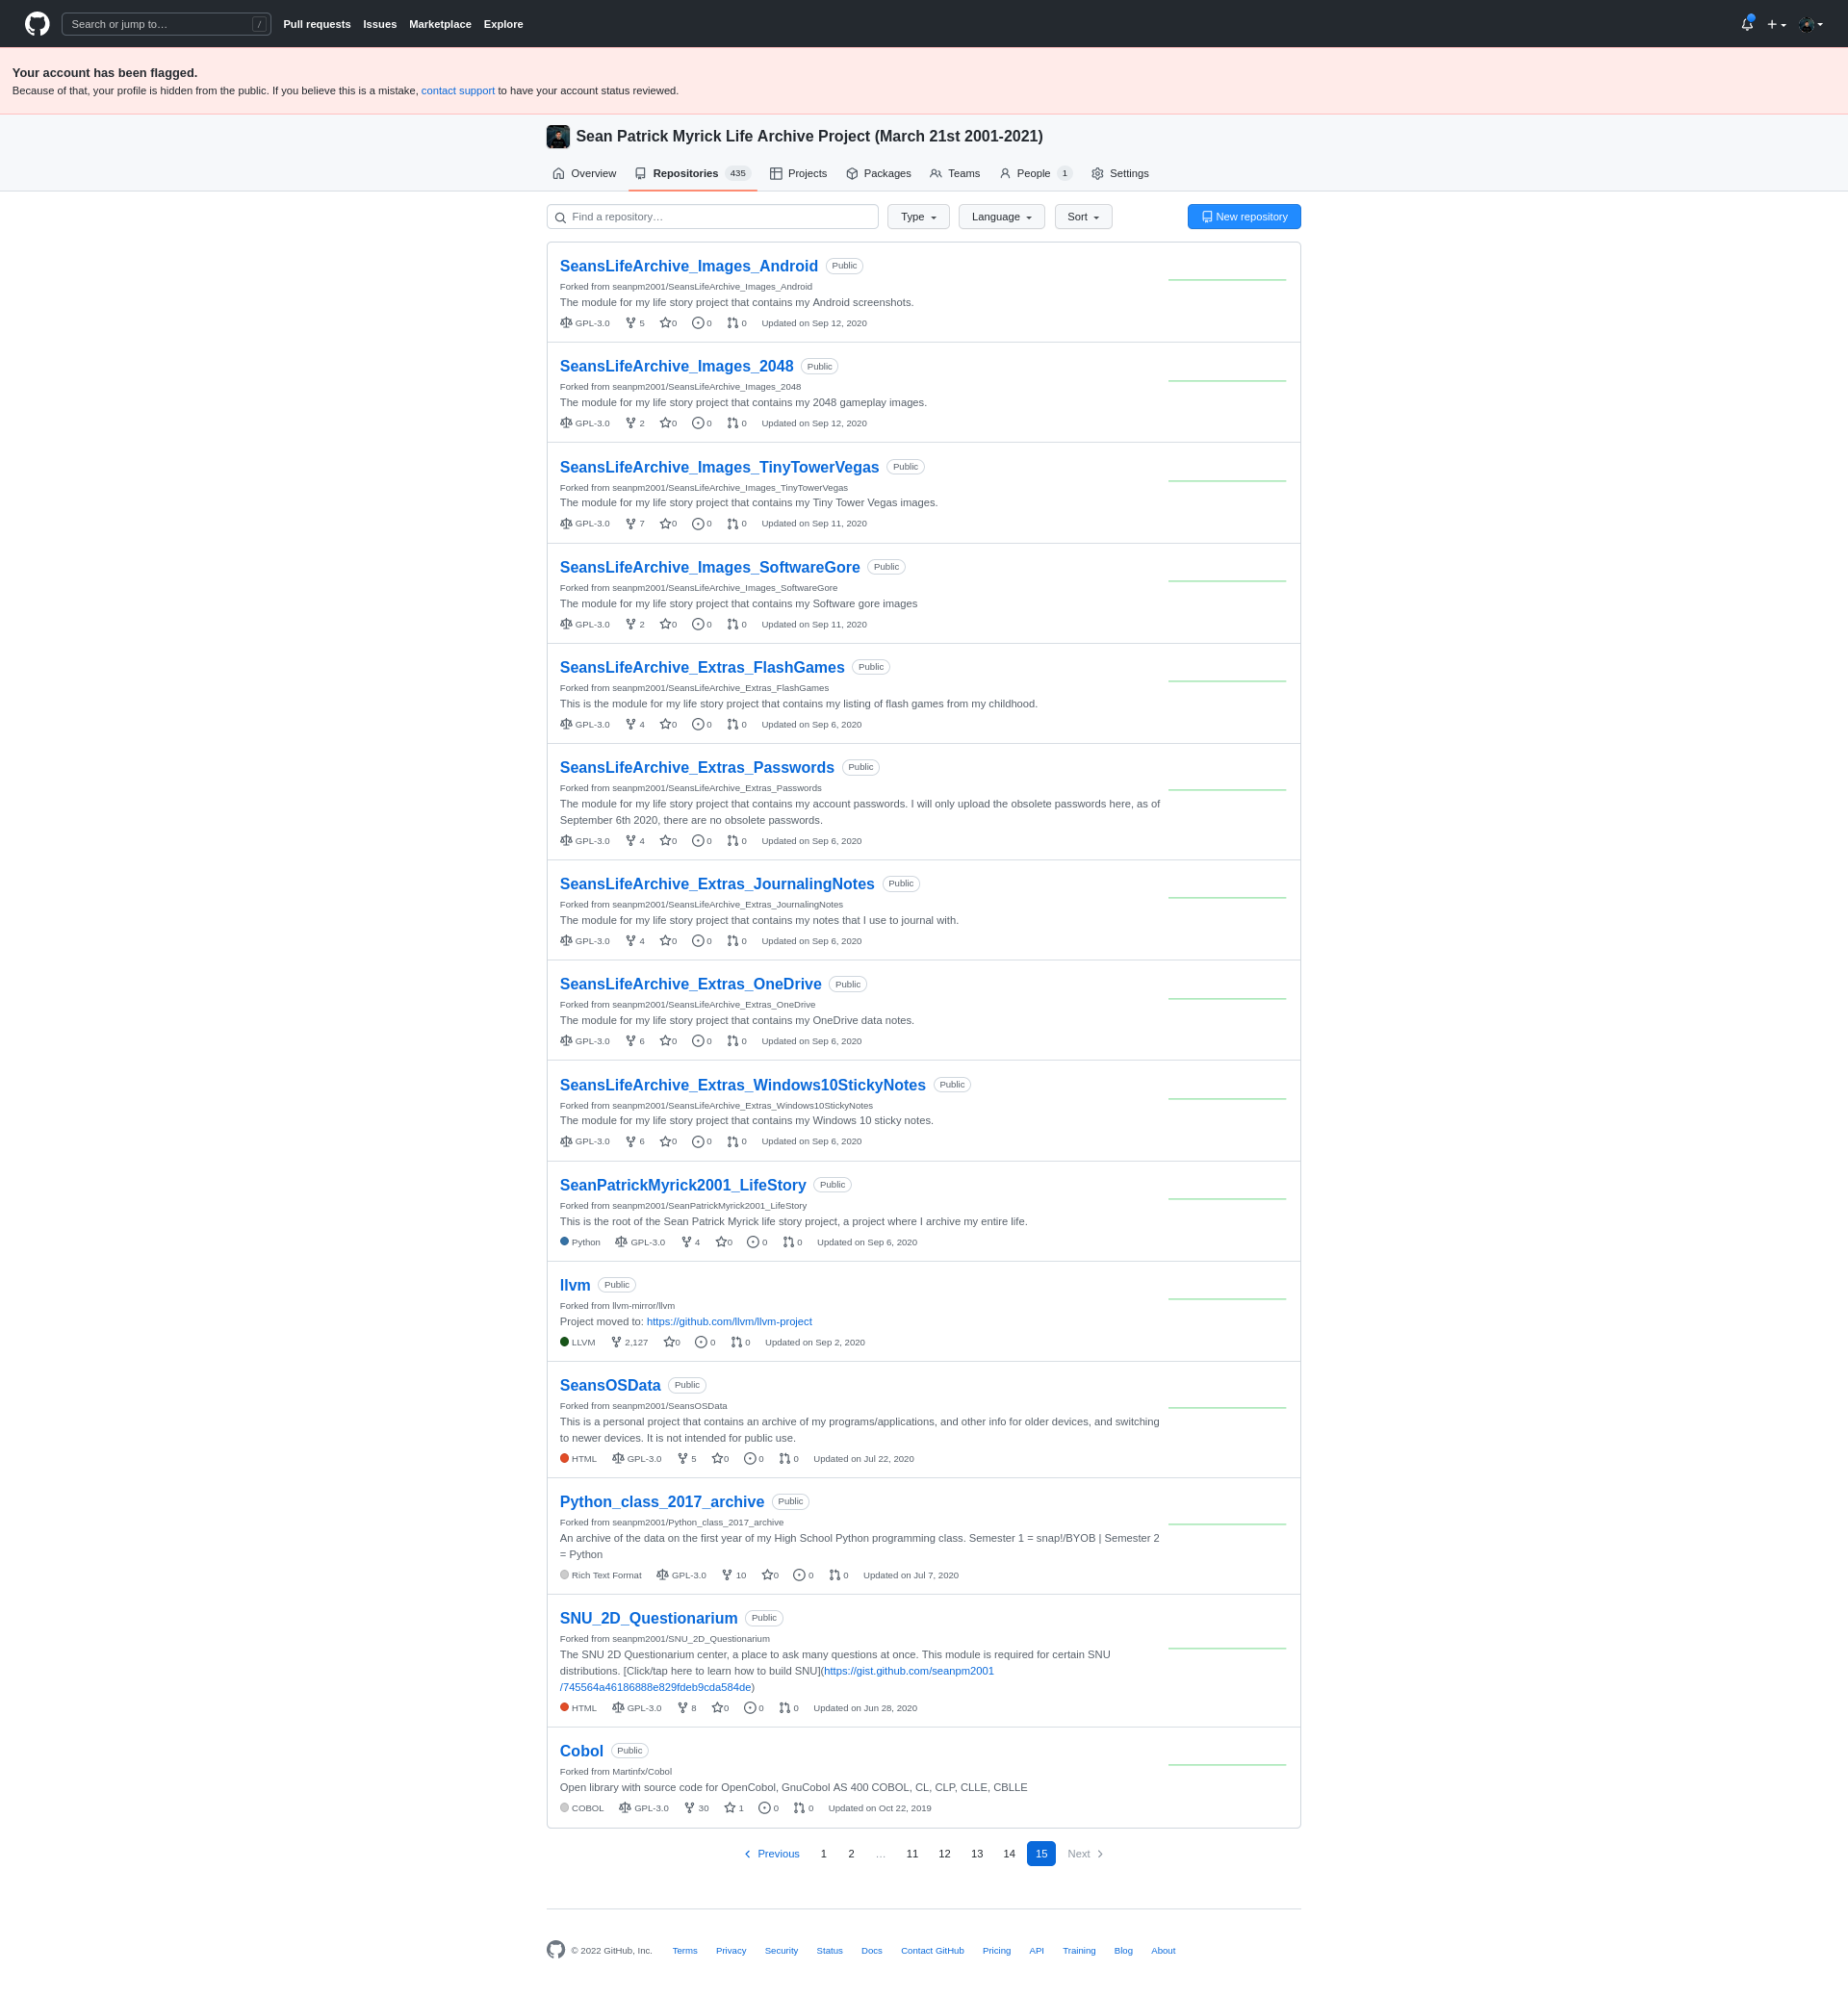 Search or jump to… /
Pull requests Issues Marketplace Explore
Your account has been flagged.
Because of that, your profile is hidden from the public. If you believe this is a mistake, contact support to have your account status reviewed.
Sean Patrick Myrick Life Archive Project (March 21st 2001-2021)
Overview Repositories 435 Projects Packages Teams People 1 Settings
Find a repository… Type Language Sort New repository
SeansLifeArchive_Images_Android Public
Forked from seanpm2001/SeansLifeArchive_Images_Android
The module for my life story project that contains my Android screenshots.
GPL-3.0 5 0 0 0 Updated on Sep 12, 2020
SeansLifeArchive_Images_2048 Public
Forked from seanpm2001/SeansLifeArchive_Images_2048
The module for my life story project that contains my 2048 gameplay images.
GPL-3.0 2 0 0 0 Updated on Sep 12, 2020
SeansLifeArchive_Images_TinyTowerVegas Public
Forked from seanpm2001/SeansLifeArchive_Images_TinyTowerVegas
The module for my life story project that contains my Tiny Tower Vegas images.
GPL-3.0 7 0 0 0 Updated on Sep 11, 2020
SeansLifeArchive_Images_SoftwareGore Public
Forked from seanpm2001/SeansLifeArchive_Images_SoftwareGore
The module for my life story project that contains my Software gore images
GPL-3.0 2 0 0 0 Updated on Sep 11, 2020
SeansLifeArchive_Extras_FlashGames Public
Forked from seanpm2001/SeansLifeArchive_Extras_FlashGames
This is the module for my life story project that contains my listing of flash games from my childhood.
GPL-3.0 4 0 0 0 Updated on Sep 6, 2020
SeansLifeArchive_Extras_Passwords Public
Forked from seanpm2001/SeansLifeArchive_Extras_Passwords
The module for my life story project that contains my account passwords. I will only upload the obsolete passwords here, as of
September 6th 2020, there are no obsolete passwords.
GPL-3.0 4 0 0 0 Updated on Sep 6, 2020
SeansLifeArchive_Extras_JournalingNotes Public
Forked from seanpm2001/SeansLifeArchive_Extras_JournalingNotes
The module for my life story project that contains my notes that I use to journal with.
GPL-3.0 4 0 0 0 Updated on Sep 6, 2020
SeansLifeArchive_Extras_OneDrive Public
Forked from seanpm2001/SeansLifeArchive_Extras_OneDrive
The module for my life story project that contains my OneDrive data notes.
GPL-3.0 6 0 0 0 Updated on Sep 6, 2020
SeansLifeArchive_Extras_Windows10StickyNotes Public
Forked from seanpm2001/SeansLifeArchive_Extras_Windows10StickyNotes
The module for my life story project that contains my Windows 10 sticky notes.
GPL-3.0 6 0 0 0 Updated on Sep 6, 2020
SeanPatrickMyrick2001_LifeStory Public
Forked from seanpm2001/SeanPatrickMyrick2001_LifeStory
This is the root of the Sean Patrick Myrick life story project, a project where I archive my entire life.
Python GPL-3.0 4 0 0 0 Updated on Sep 6, 2020
llvm Public
Forked from llvm-mirror/llvm
Project moved to: https://github.com/llvm/llvm-project
LLVM 2,127 0 0 0 Updated on Sep 2, 2020
SeansOSData Public
Forked from seanpm2001/SeansOSData
This is a personal project that contains an archive of my programs/applications, and other info for older devices, and switching
to newer devices. It is not intended for public use.
HTML GPL-3.0 5 0 0 0 Updated on Jul 22, 2020
Python_class_2017_archive Public
Forked from seanpm2001/Python_class_2017_archive
An archive of the data on the first year of my High School Python programming class. Semester 1 = snap!/BYOB | Semester 2
= Python
Rich Text Format GPL-3.0 10 0 0 0 Updated on Jul 7, 2020
SNU_2D_Questionarium Public
Forked from seanpm2001/SNU_2D_Questionarium
The SNU 2D Questionarium center, a place to ask many questions at once. This module is required for certain SNU
distributions. [Click/tap here to learn how to build SNU](https://gist.github.com/seanpm2001
/745564a46186888e829fdeb9cda584de)
HTML GPL-3.0 8 0 0 0 Updated on Jun 28, 2020
Cobol Public
Forked from Martinfx/Cobol
Open library with source code for OpenCobol, GnuCobol AS 400 COBOL, CL, CLP, CLLE, CBLLE
COBOL GPL-3.0 30 1 0 0 Updated on Oct 22, 2019
Previous 1 2 … 11 12 13 14 15 Next
© 2022 GitHub, Inc. Terms Privacy Security Status Docs Contact GitHub Pricing API Training Blog About